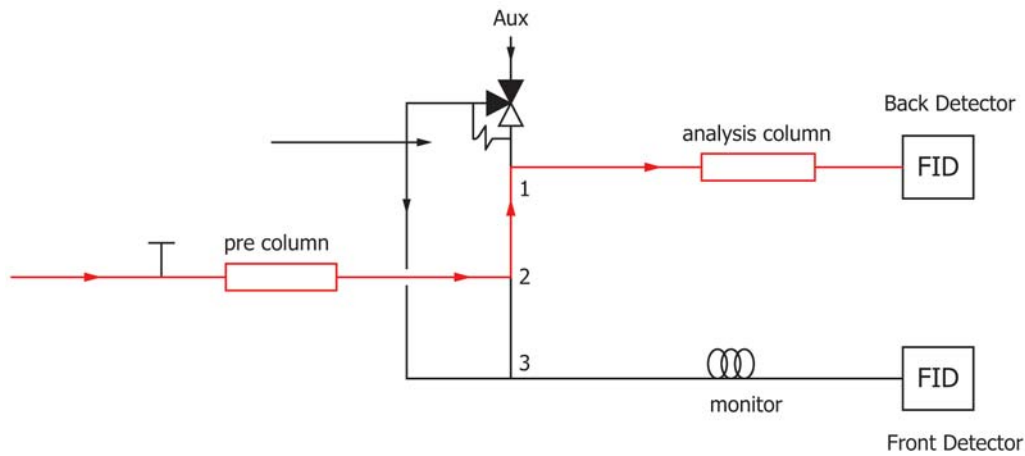 Aux
Back Detector
analysis column
FID
1
pre column
2
3
FID
monitor
Front Detector